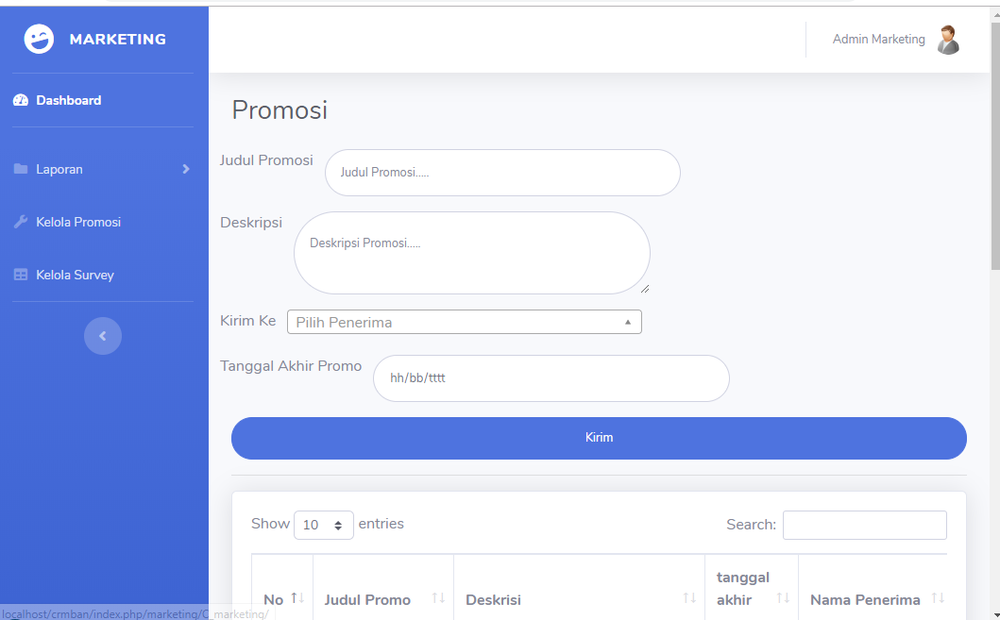 MARKETING
Admin Marketing
Dashboard
Laporan
Kelola Promosi
Kelola Survey
Promosi
Judul Promosi
Judul Promosi.....
Deskripsi
Deskripsi Promosi.....
Kirim Ke
Pilih Penerima
Tanggal Akhir Promo
hh/bb/tttt
Kirim
Show 10 entries
Search:
No
Judul Promo
Deskrisi
tanggal
akhir
Nama Penerima
localhost/crmban/index.php/marketing/C_marketing/